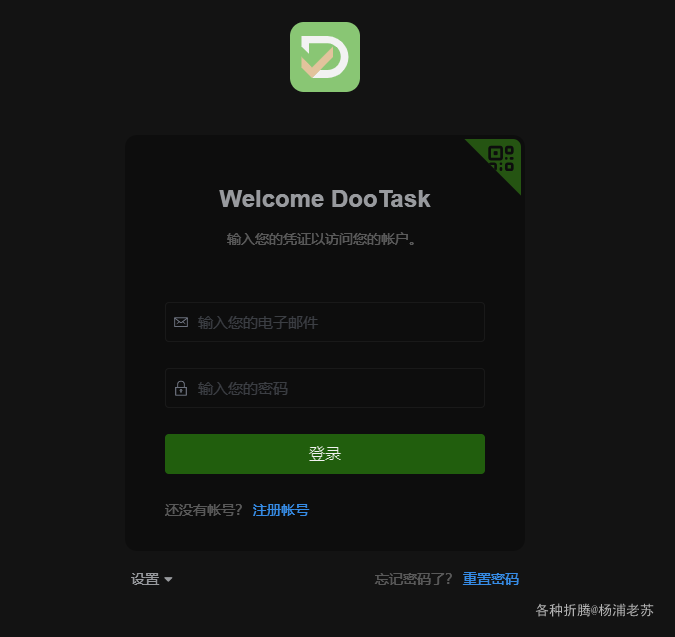 Welcome DooTask
输入您的凭证以访问您的帐户。
输入您的电子邮件
输入您的密码
登录
还没有帐号? 注册帐号
设置 忘记密码了? 重置密码
各种折腾@杨浦老苏